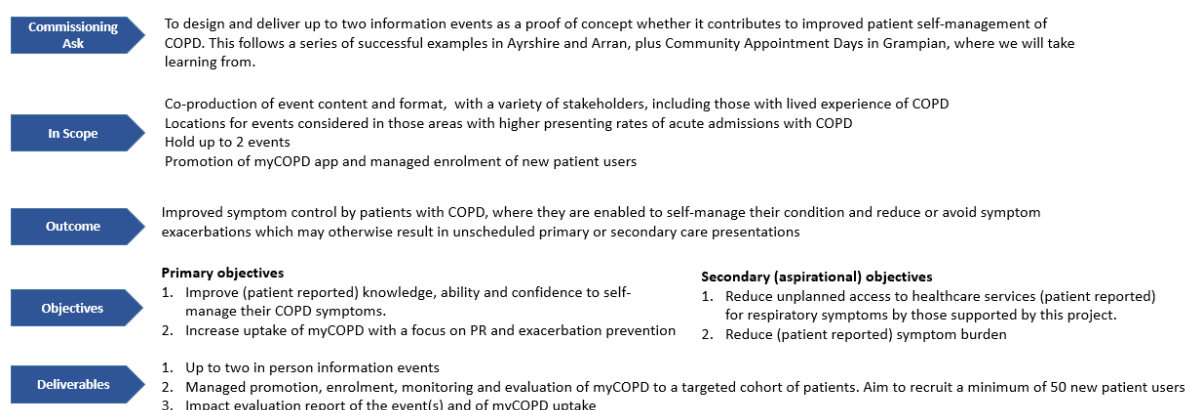 Commissioning
Ask
To design and deliver up to two information events as a proof of concept whether it contributes to improved patient self-management of
COPD. This follows a series of successful examples in Ayrshire and Arran, plus Community Appointment Days in Grampian, where we will take
learning from.
In Scope
Co-production of event content and format, with a variety of stakeholders, including those with lived experience of COPD
Locations for events considered in those areas with higher presenting rates of acute admissions with COPD
Hold up to 2 events
Promotion of myCOPD app and managed enrolment of new patient users
Outcome
Improved symptom control by patients with COPD, where they are enabled to self-manage their condition and reduce or avoid symptom
exacerbations which may otherwise result in unscheduled primary or secondary care presentations
Objectives
Primary objectives
1. Improve (patient reported) knowledge, ability and confidence to self-
manage their COPD symptoms.
2. Increase uptake of myCOPD with a focus on PR and exacerbation prevention
Secondary (aspirational) objectives
1. Reduce unplanned access to healthcare services (patient reported)
for respiratory symptoms by those supported by this project.
2. Reduce (patient reported) symptom burden
Deliverables
1. Up to two in person information events
2. Managed promotion, enrolment, monitoring and evaluation of myCOPD to a targeted cohort of patients. Aim to recruit a minimum of 50 new patient users
3. Impact evaluation report of the event(s) and of myCOPD uptake